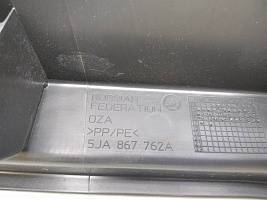 RUSSIAN
FEDERATION
OZA
>PP/PE<
5JA 867 762A